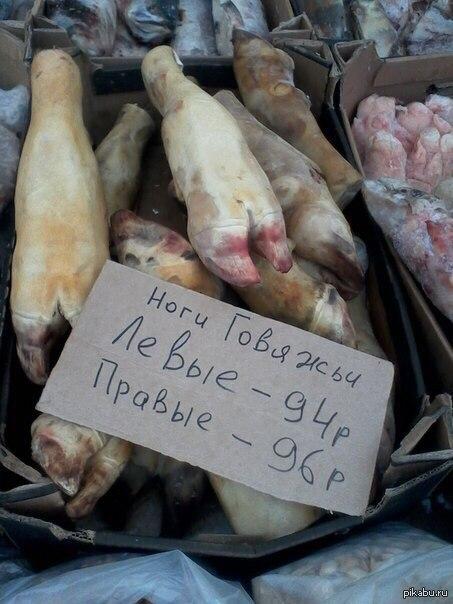 Ноги Говяжьи
Левые - 94р
Правые - 96р
pikabu.ru